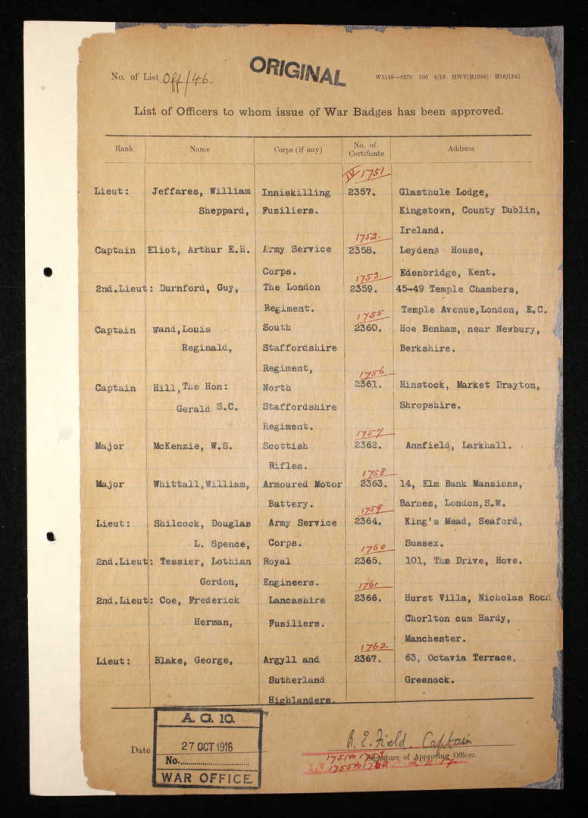 ORIGINAL
No. of List Off/46.
List of Officers to whom issue of War Badges has been approved.
Rank Name Corps (if any) No. of Certificate Address
IV 1751
Lieut: Jeffares, William Inniskilling 2357. Glasthule Lodge,
Sheppard, Fusiliers. Kingstown, County Dublin,
Ireland.
1752.
Captain Eliot, Arthur E.H. Army Service 2358. Leydens House,
Corps. Edenbridge, Kent.
1753.
2nd.Lieut: Durnford, Guy, The London 2359. 45-49 Temple Chambers,
Regiment. Temple Avenue, London, E.C.
1755
Captain Wand, Louis South 2360. Hoe Benham, near Newbury,
Reginald, Staffordshire Berkshire.
Regiment,
1756
Captain Hill, The Hon: North 2361. Hinstock, Market Drayton,
Gerald S.C. Staffordshire Shropshire.
Regiment.
1757
Major McKenzie, W.S. Scottish 2362. Annfield, Larkhall.
Rifles.
1758
Major Whittall, William, Armoured Motor 2363. 14, Elm Bank Mansions,
Battery. Barnes, London, S.W.
1759
Lieut: Shilcock, Douglas Army Service 2364. King's Mead, Seaford,
L. Spence, Corps. Sussex.
1760
2nd.Lieut: Tessier, Lothian Royal 2365. 101, The Drive, Hove.
Gordon, Engineers.
1761
2nd.Lieut: Coe, Frederick Lancashire 2366. Hurst Villa, Nicholas Road
Herman, Fusiliers. Chorlton cum Hardy,
Manchester.
1762
Lieut: Blake, George, Argyll and 2367. 63, Octavia Terrace,
Sutherland Greenock.
Highlanders.
A. G. 10.
Date 27 OCT 1916
No.
WAR OFFICE
A. E. Field. Captain
Signature of Approving Officer.